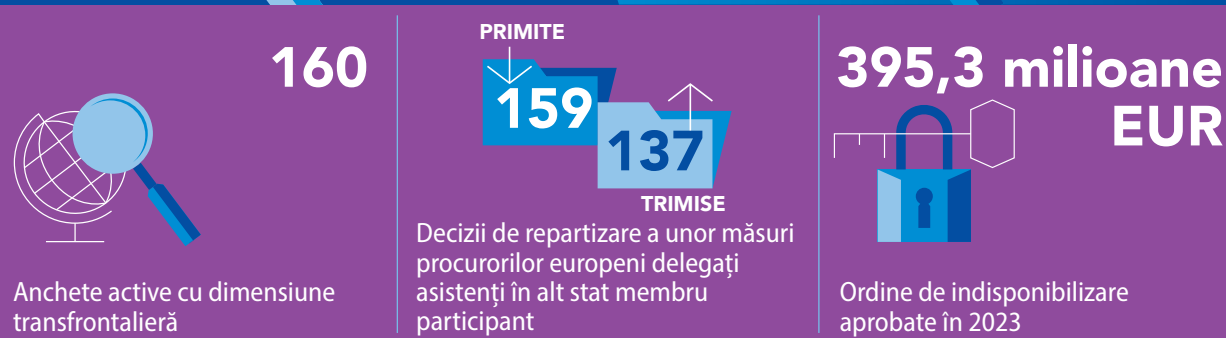 160
Anchete active cu dimensiune
transfrontalieră
PRIMITE
159
137
TRIMISE
Decizii de repartizare a unor măsuri
procurorilor europeni delegați
asistenți în alt stat membru
participant
395,3 milioane
EUR
Ordine de indisponibilizare
aprobate în 2023